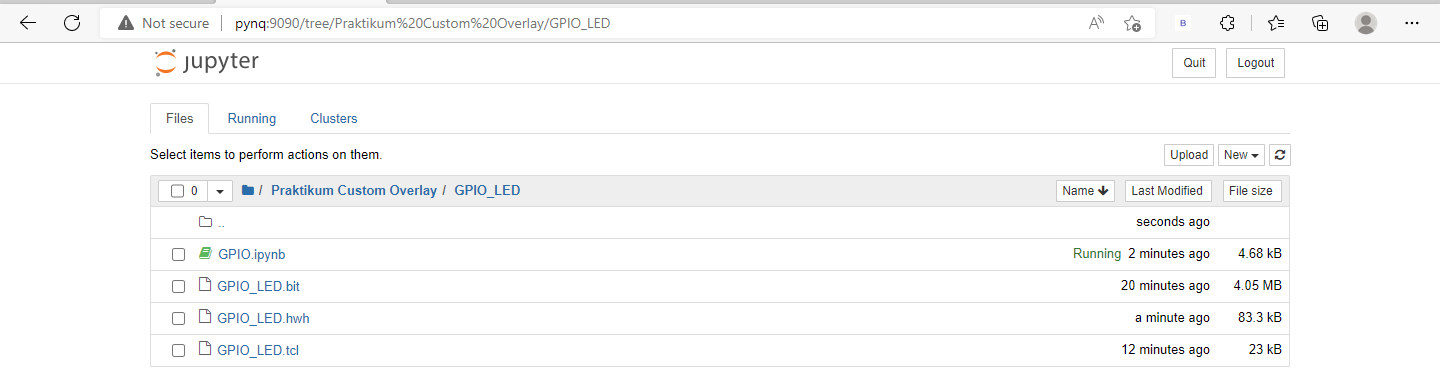 Not secure pynq:9090/tree/Praktikum%20Custom%20Overlay/GPIO_LED A B
jupyter Quit Logout
Files Running Clusters
Select items to perform actions on them. Upload New
0 / Praktikum Custom Overlay / GPIO_LED Name Last Modified File size
.. seconds ago
GPIO.ipynb Running 2 minutes ago 4.68 kB
GPIO_LED.bit 20 minutes ago 4.05 MB
GPIO_LED.hwh a minute ago 83.3 kB
GPIO_LED.tcl 12 minutes ago 23 kB